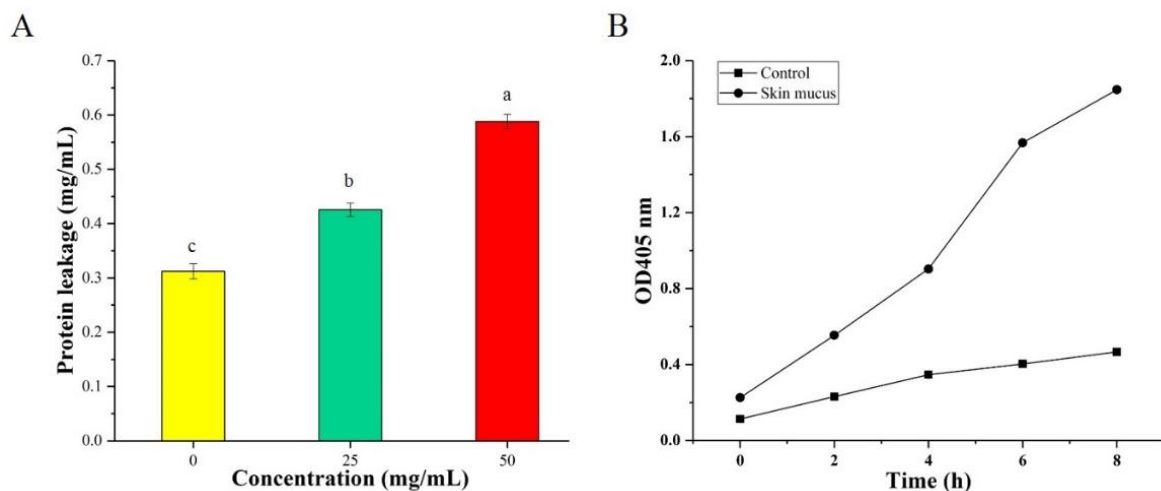 A
Protein leakage (mg/mL)
0.7
0.6
0.5
0.4
0.3
0.2
0.1
0.0
c
b
a
0
25
50
Concentration (mg/mL)
B
OD405 nm
2.0
1.6
1.2
0.8
0.4
0.0
Control
Skin mucus
0
2
4
6
8
Time (h)